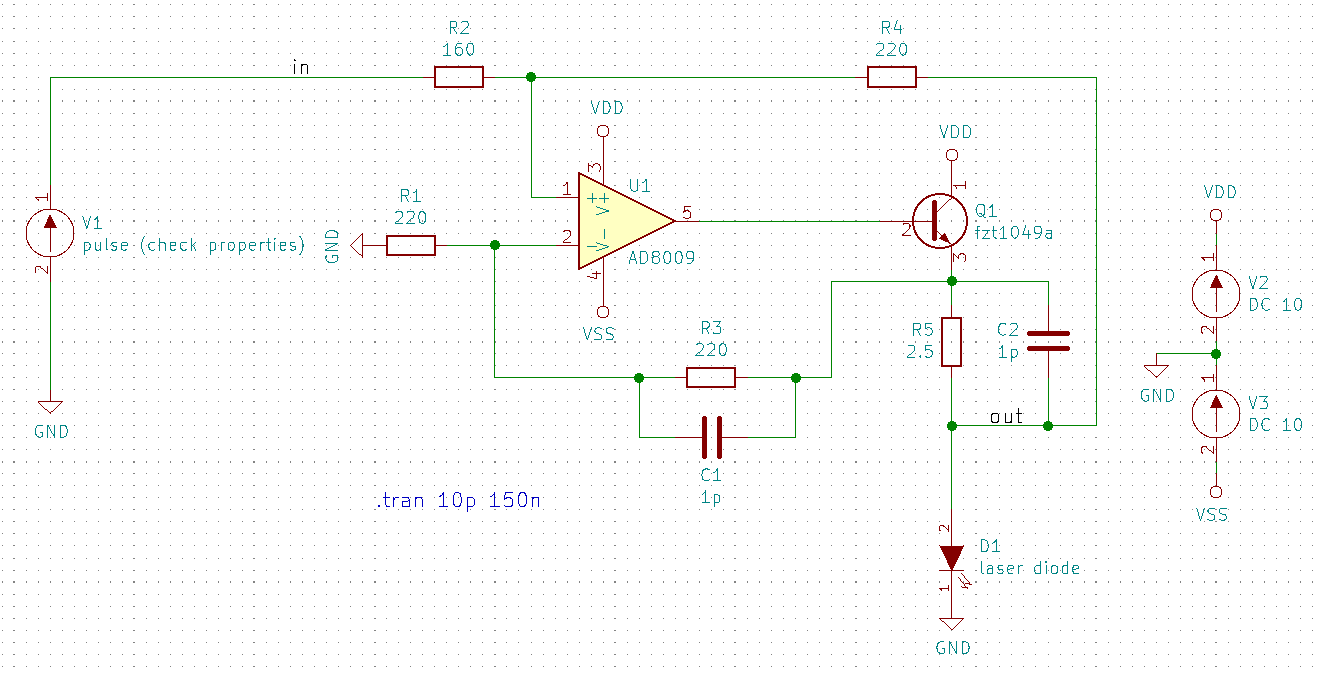 R2
160
R4
220
in
VDD
VDD
3
1
V1
pulse (check properties)
1
2
R1
220
GND
1
2
V+
V-
U1
AD8009
5
4
VSS
2
Q1
fzt1049a
3
VDD
1
V2
DC 10
2
R3
220
R5
2.5
C2
1p
GND
1
V3
DC 10
2
GND
out
C1
1p
.tran 10p 150n
VSS
2
D1
laser diode
1
GND